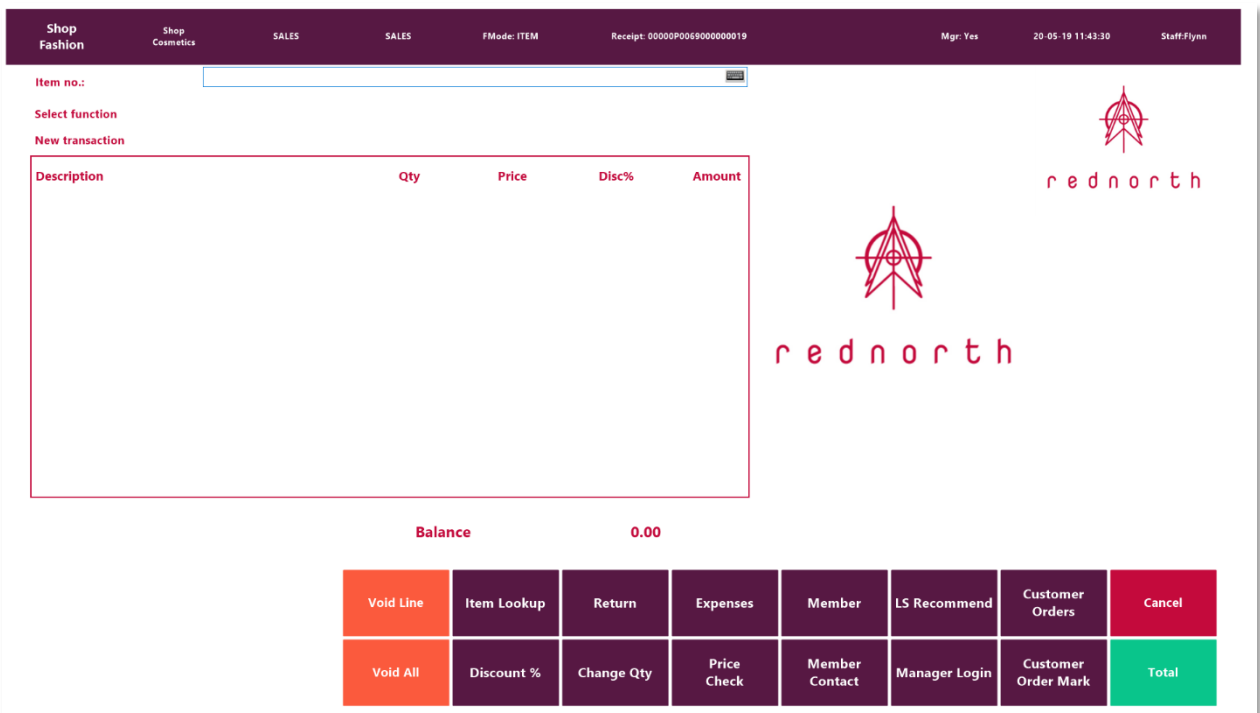 Shop Fashion
Shop Cosmetics
SALES
SALES
FMode: ITEM
Receipt: 00000P0069000000019
Mgr: Yes
20-05-19 11:43:30
Staff:Flynn
Item no.:
Select function
New transaction
Description Qty Price Disc% Amount
rednorth
rednorth
Balance 0.00
Void Line
Item Lookup
Return
Expenses
Member
LS Recommend
Customer Orders
Cancel
Void All
Discount %
Change Qty
Price Check
Member Contact
Manager Login
Customer Order Mark
Total